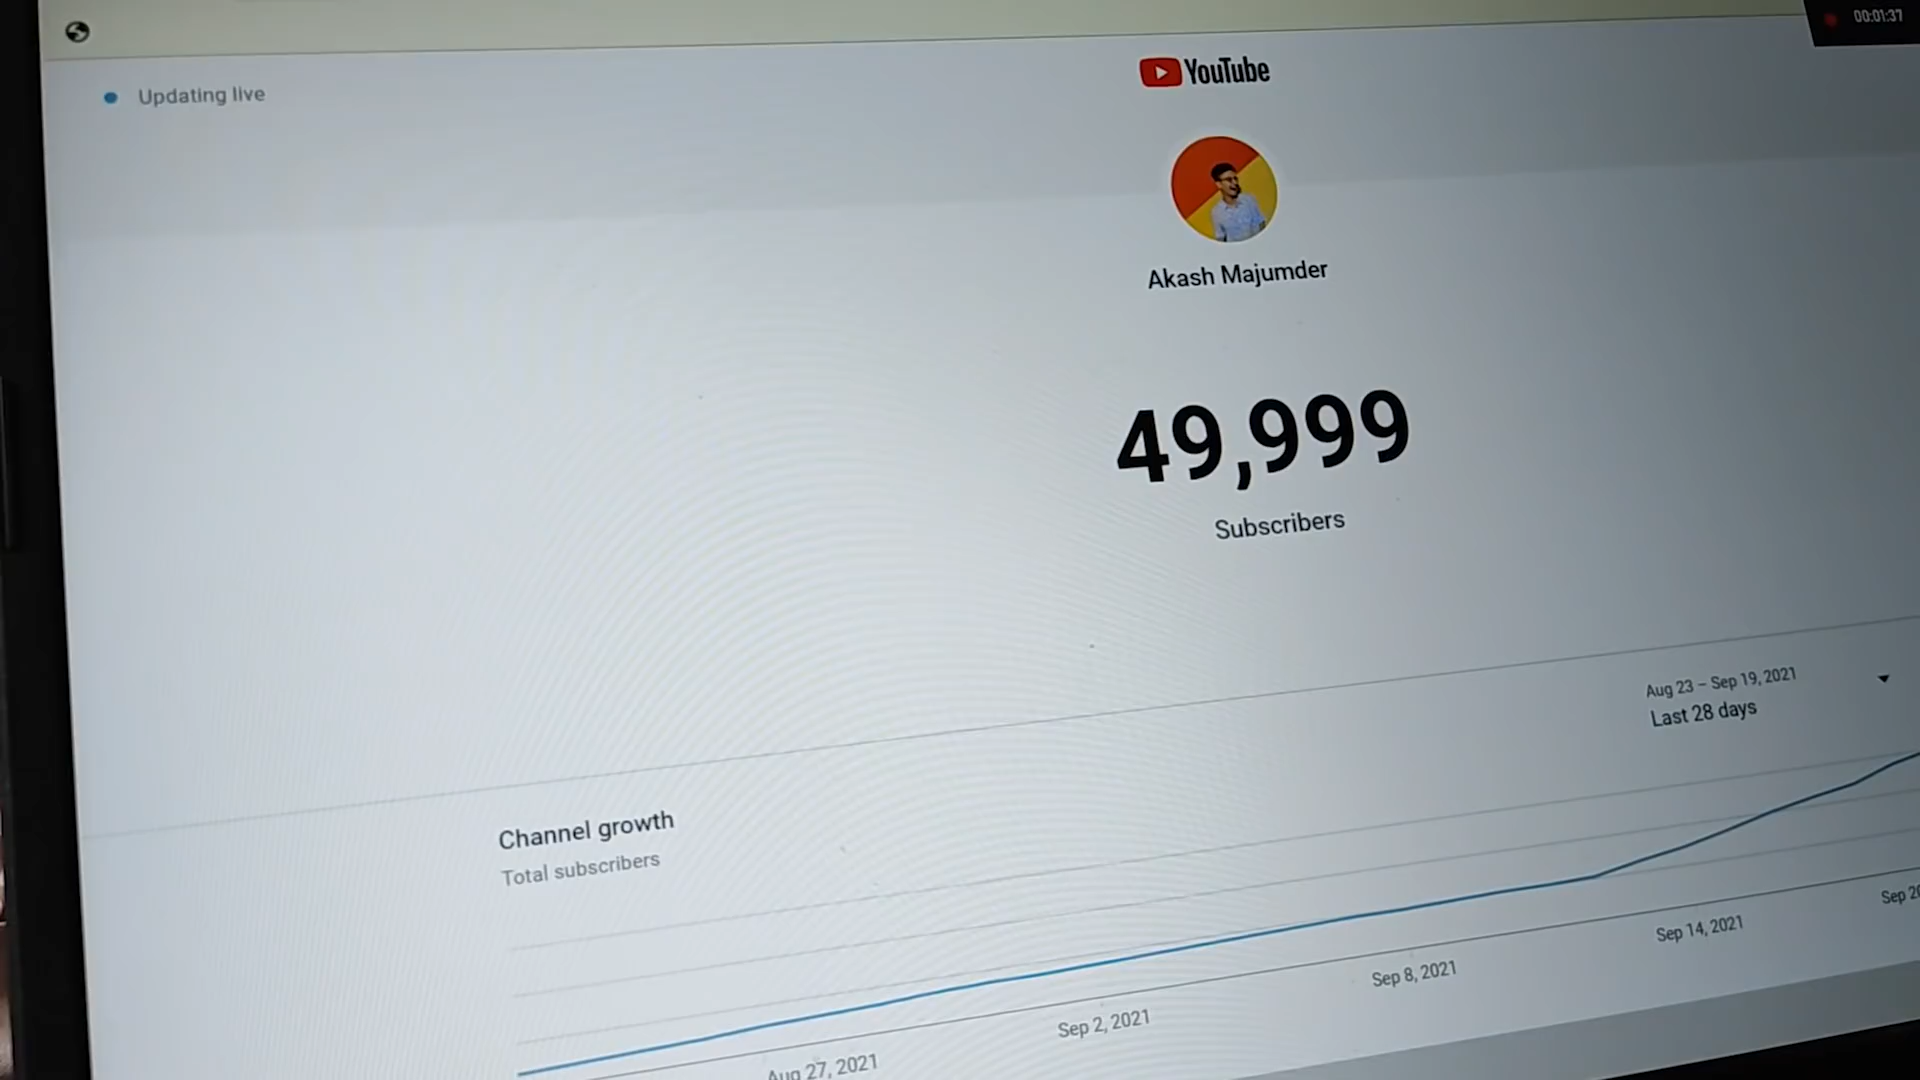 00:01:37
YouTube
Updating live
Akash Majumder
49,999
Subscribers
Aug 23 – Sep 19, 2021
Last 28 days
Channel growth
Total subscribers
Aug 27, 2021
Sep 2, 2021
Sep 8, 2021
Sep 14, 2021
Sep